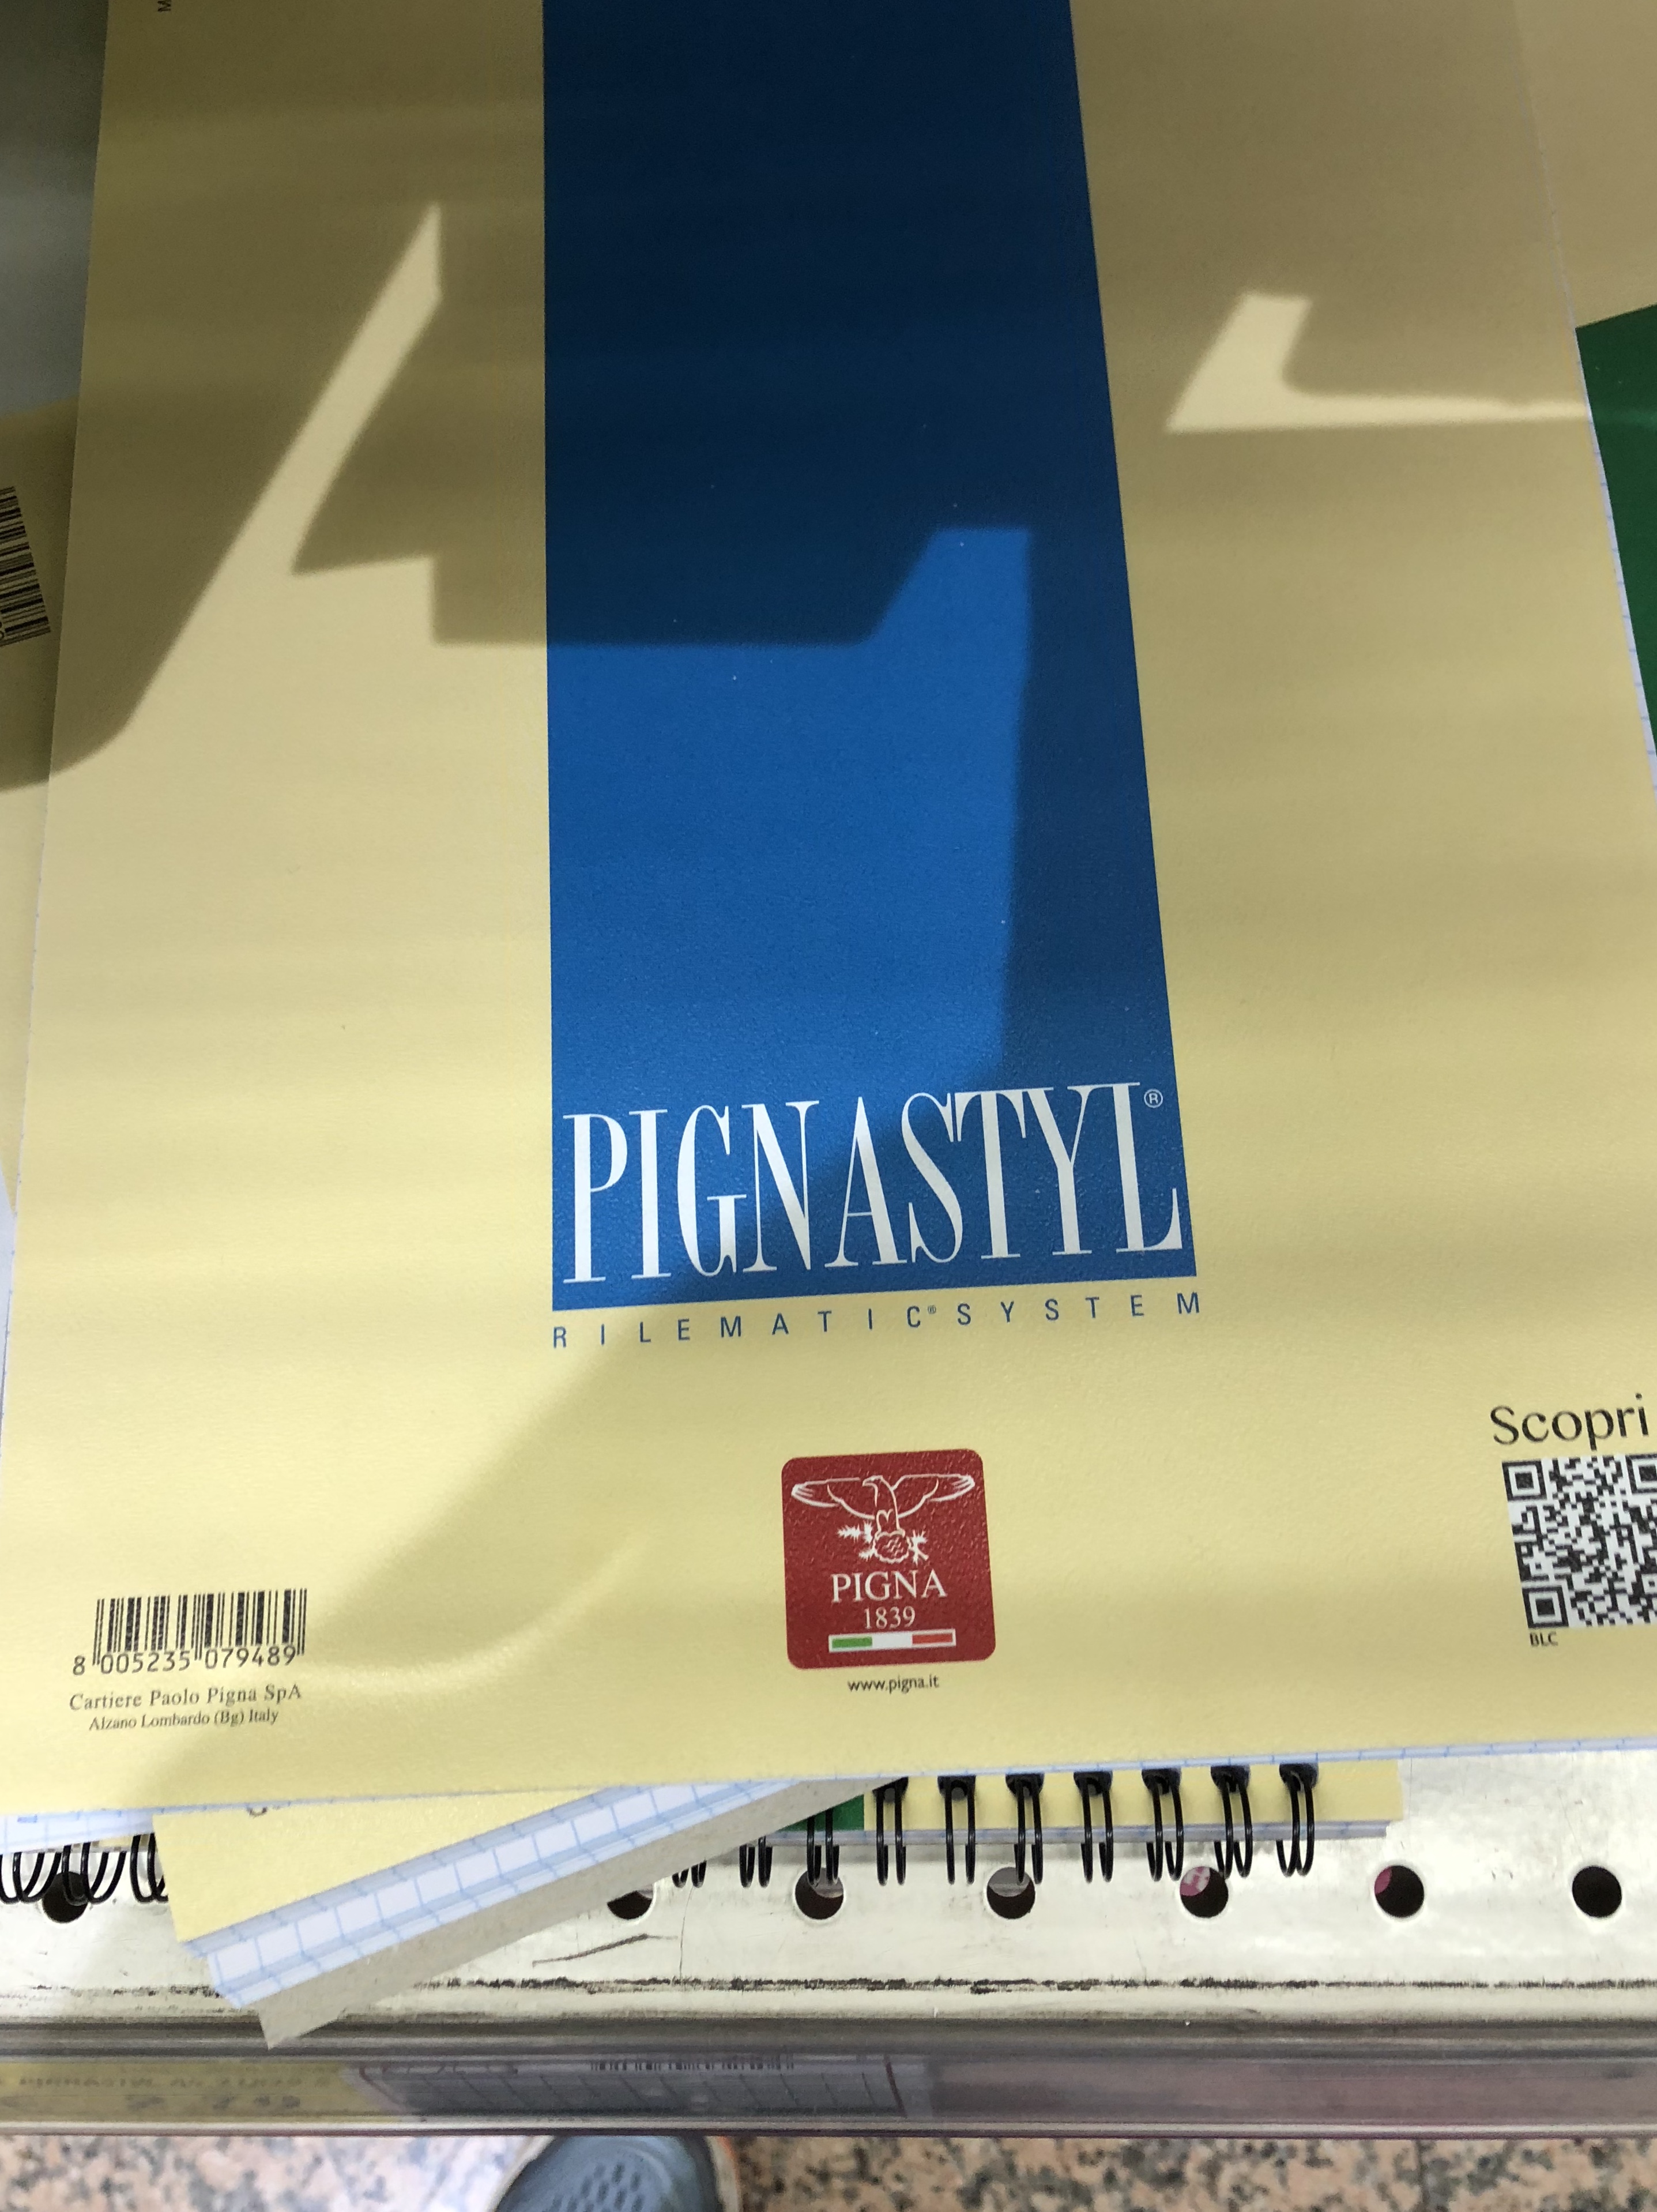 PIGNASTYL®
RILEMATIC® SYSTEM
Scopri
BLC
PIGNA
1839
www.pigna.it
8 005235 079489
Cartiere Paolo Pigna SpA
Alzano Lombardo (Bg) Italy